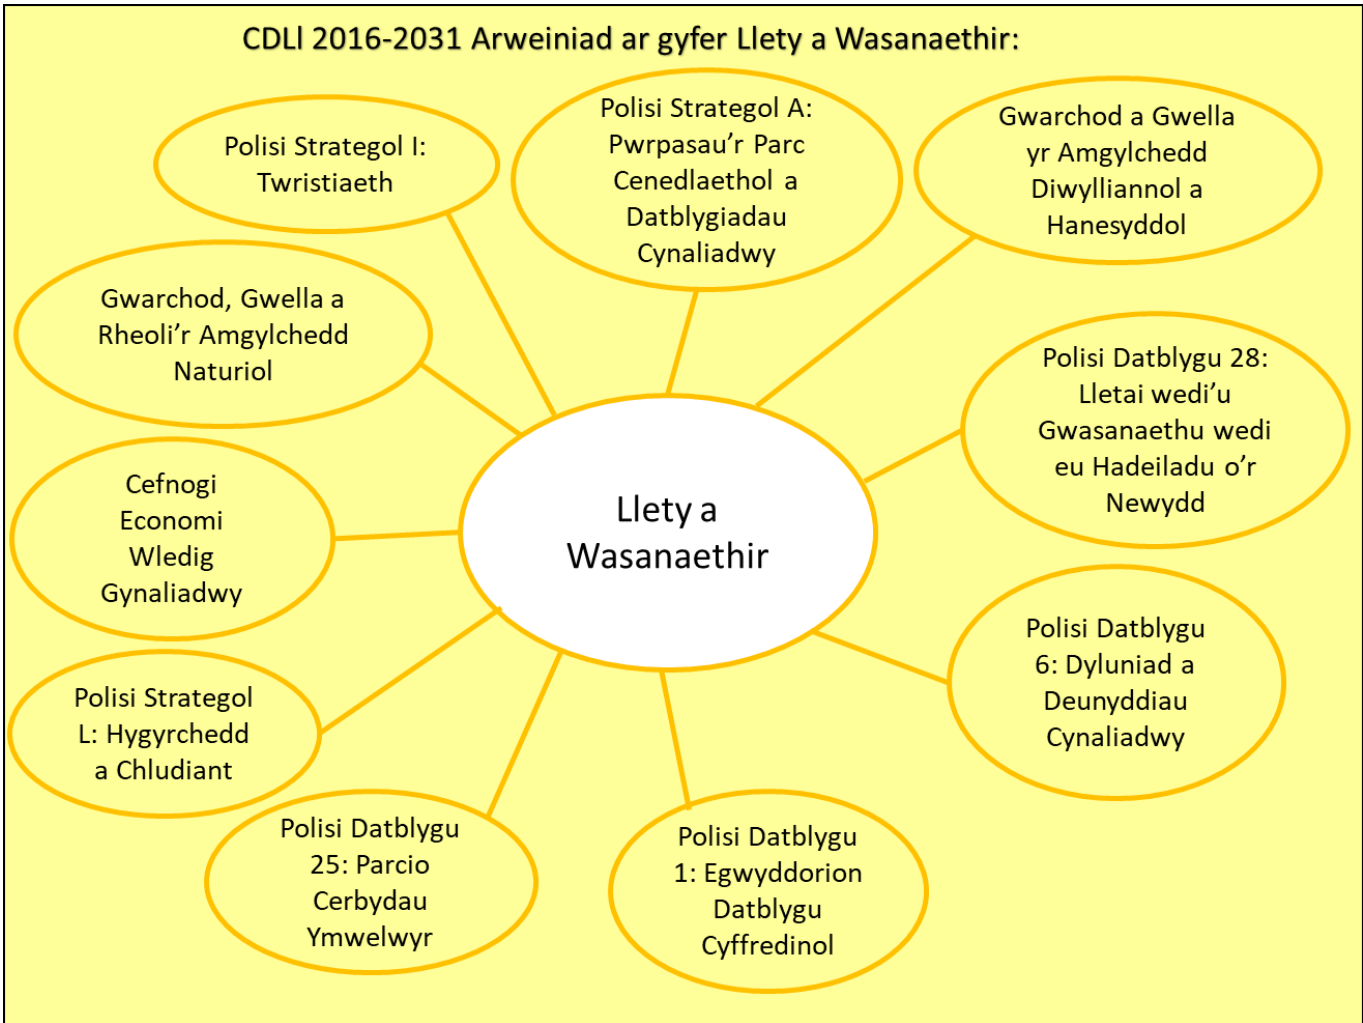 CDLl 2016-2031 Arweiniad ar gyfer Llety a Wasanaethir:
Polisi Strategol I:
Twristiaeth
Polisi Strategol A:
Pwrpasau’r Parc
Cenedlaethol a
Datblygiadau
Cynaliadwy
Gwarchod a Gwella
yr Amgylchedd
Diwylliannol a
Hanesyddol
Gwarchod, Gwella a
Rheoli’r Amgylchedd
Naturiol
Polisi Datblygu 28:
Lletai wedi’u
Gwasanaethu wedi
eu Hadeiladu o’r
Newydd
Cefnogi
Economi
Wledig
Gynaliadwy
Llety a
Wasanaethir
Polisi Datblygu
6: Dyluniad a
Deunyddiau
Cynaliadwy
Polisi Strategol
L: Hygyrchedd
a Chludiant
Polisi Datblygu
25: Parcio
Cerbydau
Ymwelwyr
Polisi Datblygu
1: Egwyddorion
Datblygu
Cyffredinol